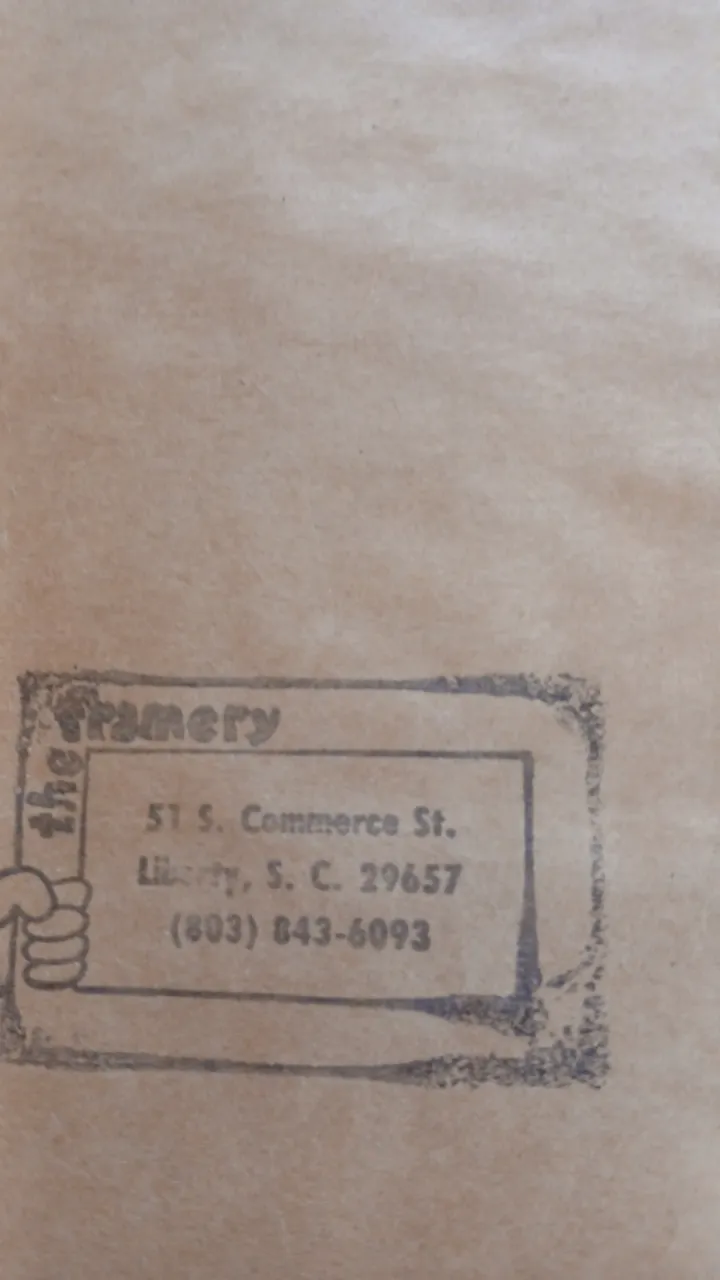 the framery
51 S. Commerce St.
Liberty, S. C. 29657
(803) 843-6093